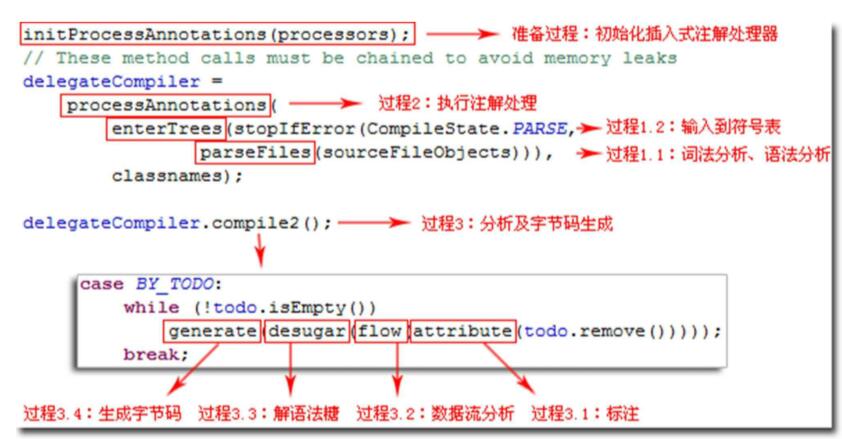 initProcessAnnotations(processors); 准备过程：初始化插入式注解处理器
// These method calls must be chained to avoid memory leaks
delegateCompiler =
processAnnotations( 过程2：执行注解处理
enterTrees(stopIfError(CompileState.PARSE, 过程1.2：输入到符号表
parseFiles(sourceFileObjects))), 过程1.1：词法分析、语法分析
classnames);
delegateCompiler.compile2(); 过程3：分析及字节码生成
case BY_TODO:
while (!todo.isEmpty())
generate(desugar(flow(attribute(todo.remove()))));
break;
过程3.4：生成字节码 过程3.3：解语法糖 过程3.2：数据流分析 过程3.1：标注